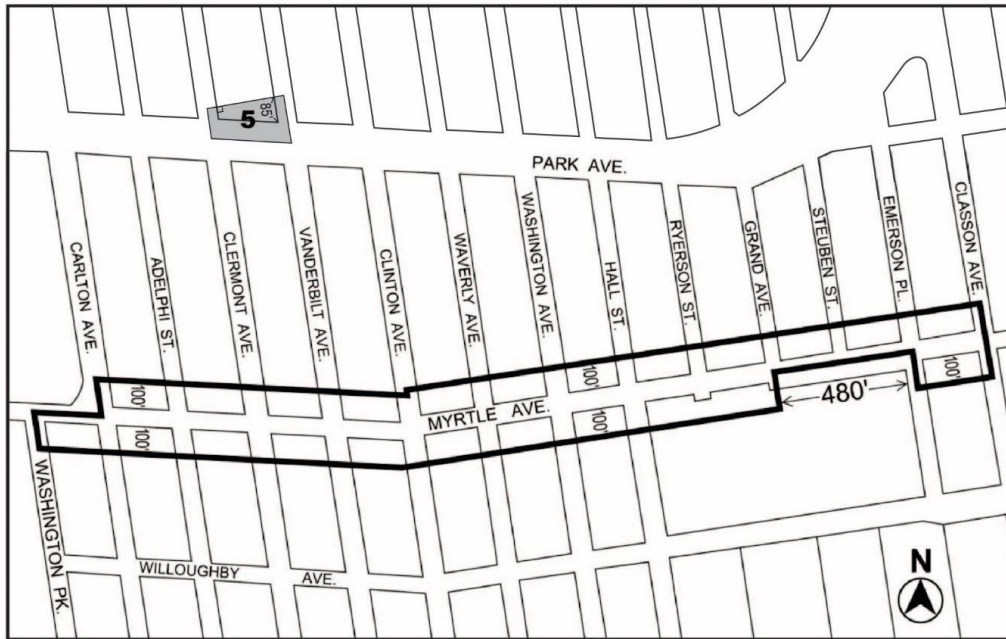 85'
5
PARK AVE.
CARLTON AVE.
ADELPHI ST.
CLERMONT AVE.
VANDERBILT AVE.
CLINTON AVE.
WAVERLY AVE.
WASHINGTON AVE.
HALL ST.
RYERSON ST.
GRAND AVE.
STEUBEN ST.
EMERSON PL.
CLASSON AVE.
100'
100'
100'
480'
MYRTLE AVE.
100'
100'
WASHINGTON PK.
WILLOUGHBY AVE.
N